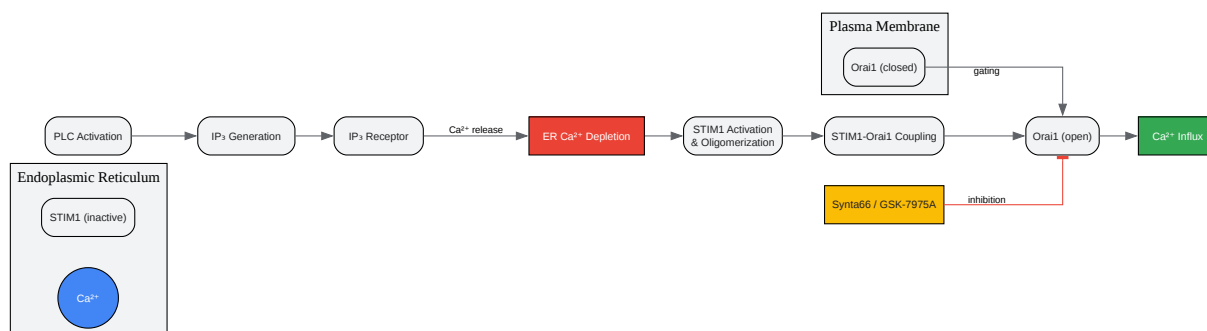 Plasma Membrane
Orai1 (closed)
gating
PLC Activation
IP₃ Generation
IP₃ Receptor
Ca²⁺ release
ER Ca²⁺ Depletion
STIM1 Activation
& Oligomerization
STIM1-Orai1 Coupling
Orai1 (open)
Ca²⁺ Influx
Endoplasmic Reticulum
STIM1 (inactive)
Ca²⁺
Synta66 / GSK-7975A
inhibition